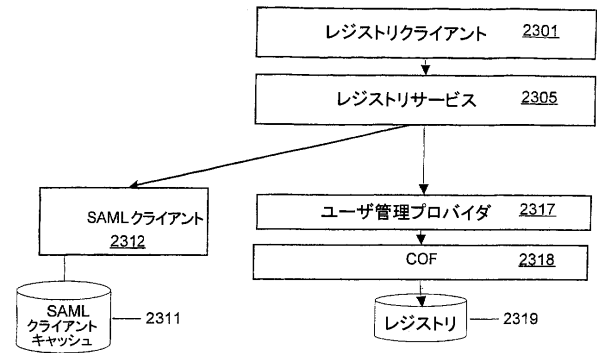 レジストリクライアント 2301
レジストリサービス 2305
SAML クライアント
2312
ユーザ管理プロバイダ 2317
COF 2318
SAML
クライアント
キャッシュ
2311
レジストリ
2319